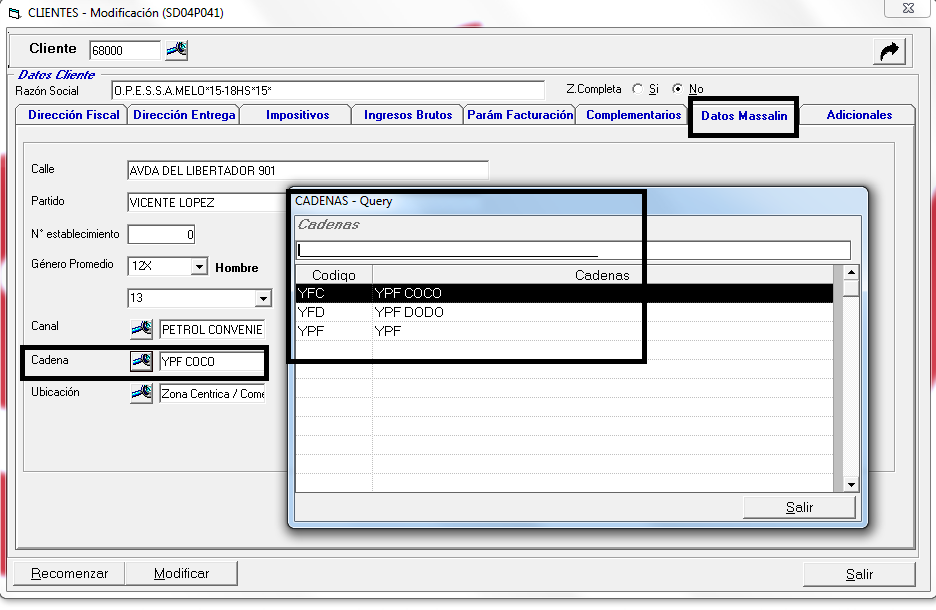 CLIENTES - Modificación (SD04P041)
Cliente 68000
Datos Cliente
Razón Social O.P.E.S.S.A.MELO*15-18HS*15* Z.Completa Si No
Dirección Fiscal Dirección Entrega Impositivos Ingresos Brutos Parám Facturación Complementarios Datos Massalin Adicionales
Calle AVDA DEL LIBERTADOR 901
Partido VICENTE LOPEZ
N° establecimiento 0
Género Promedio 12X Hombre
13
Canal PETROL CONVENIE
Cadena YPF COCO
Ubicación Zona Centrica / Come
CADENAS - Query
Cadenas
Codigo Cadenas
YFC YPF COCO
YFD YPF DODO
YPF YPF
Salir
Recomenzar Modificar Salir